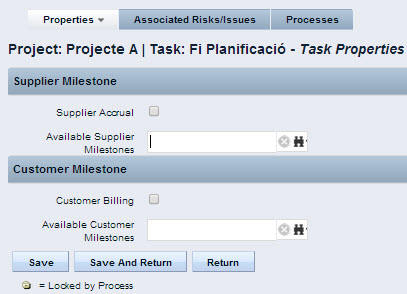 Properties Associated Risks/Issues Processes
Project: Projecte A | Task: Fi Planificació - Task Properties
Supplier Milestone
Supplier Accrual
Available Supplier
Milestones
Customer Milestone
Customer Billing
Available Customer
Milestones
Save Save And Return Return
= Locked by Process